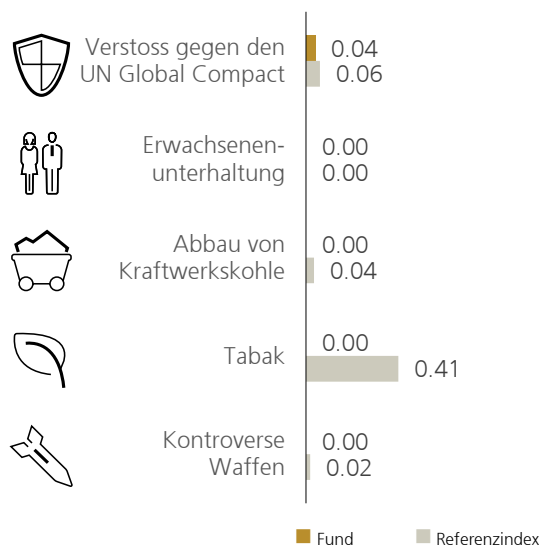 Verstoss gegen den
UN Global Compact
0.04
0.06
Erwachsenen-
unterhaltung
0.00
0.00
Abbau von
Kraftwerkskohle
0.00
0.04
Tabak
0.00
0.41
Kontroverse
Waffen
0.00
0.02
Fund
Referenzindex